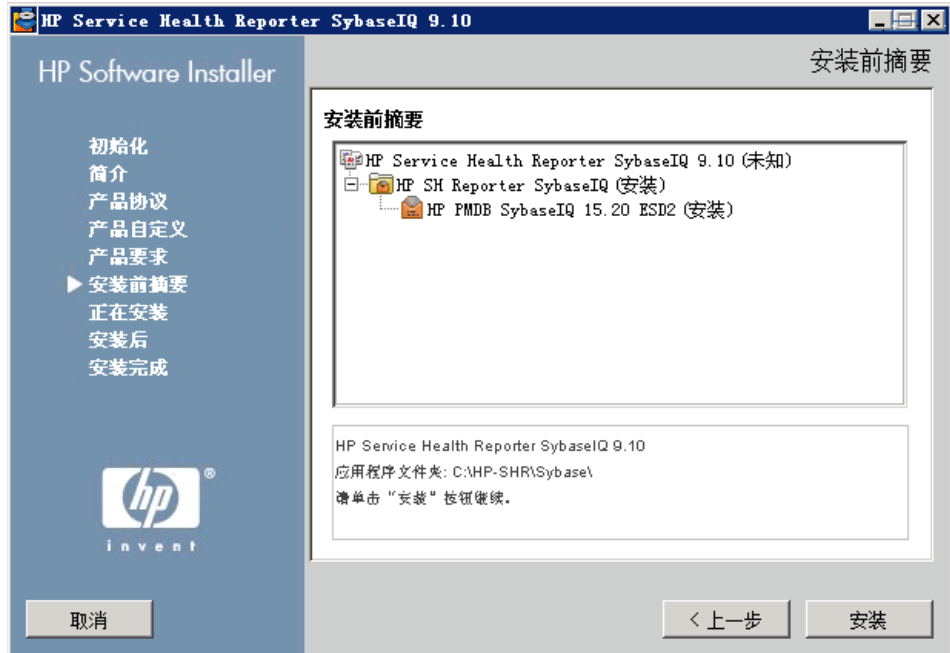 HP Service Health Reporter SybaseIQ 9.10
HP Software Installer
安装前摘要
初始化
简介
产品协议
产品自定义
产品要求
安装前摘要
正在安装
安装后
安装完成
安装前摘要
HP Service Health Reporter SybaseIQ 9.10 (未知)
HP SH Reporter SybaseIQ (安装)
HP PMDB SybaseIQ 15.20 ESD2 (安装)
HP Service Health Reporter SybaseIQ 9.10
应用程序文件夹: C:\HP-SHR\Sybase\
请单击“安装”按钮继续。
hp®
invent
取消
< 上一步
安装